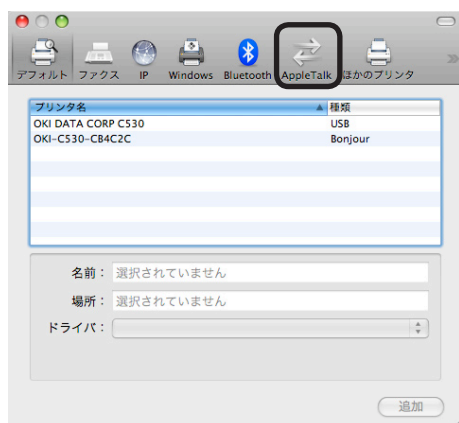 デフォルト ファクス IP Windows Bluetooth AppleTalk ほかのプリンタ
プリンタ名 種類
OKI DATA CORP C530 USB
OKI-C530-CB4C2C Bonjour
名前： 選択されていません
場所： 選択されていません
ドライバ：
追加